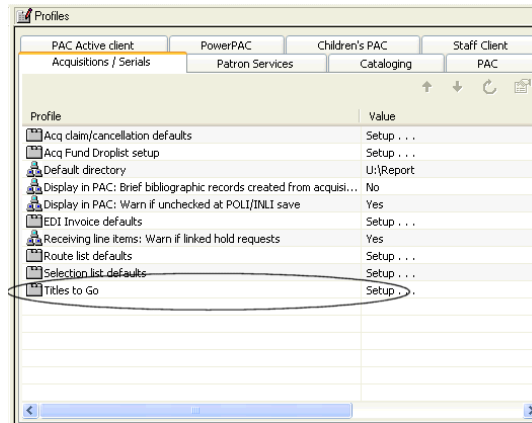 Profiles
PAC Active client PowerPAC Children's PAC Staff Client
Acquisitions / Serials Patron Services Cataloging PAC
Profile Value
Acq claim/cancellation defaults Setup . . .
Acq Fund Droplist setup Setup . . .
Default directory U:\Report
Display in PAC: Brief bibliographic records created from acquisi... No
Display in PAC: Warn if unchecked at POLI/INLI save Yes
EDI Invoice defaults Setup . . .
Receiving line items: Warn if linked hold requests Yes
Route list defaults Setup . . .
Selection list defaults Setup . . .
Titles to Go Setup . . .